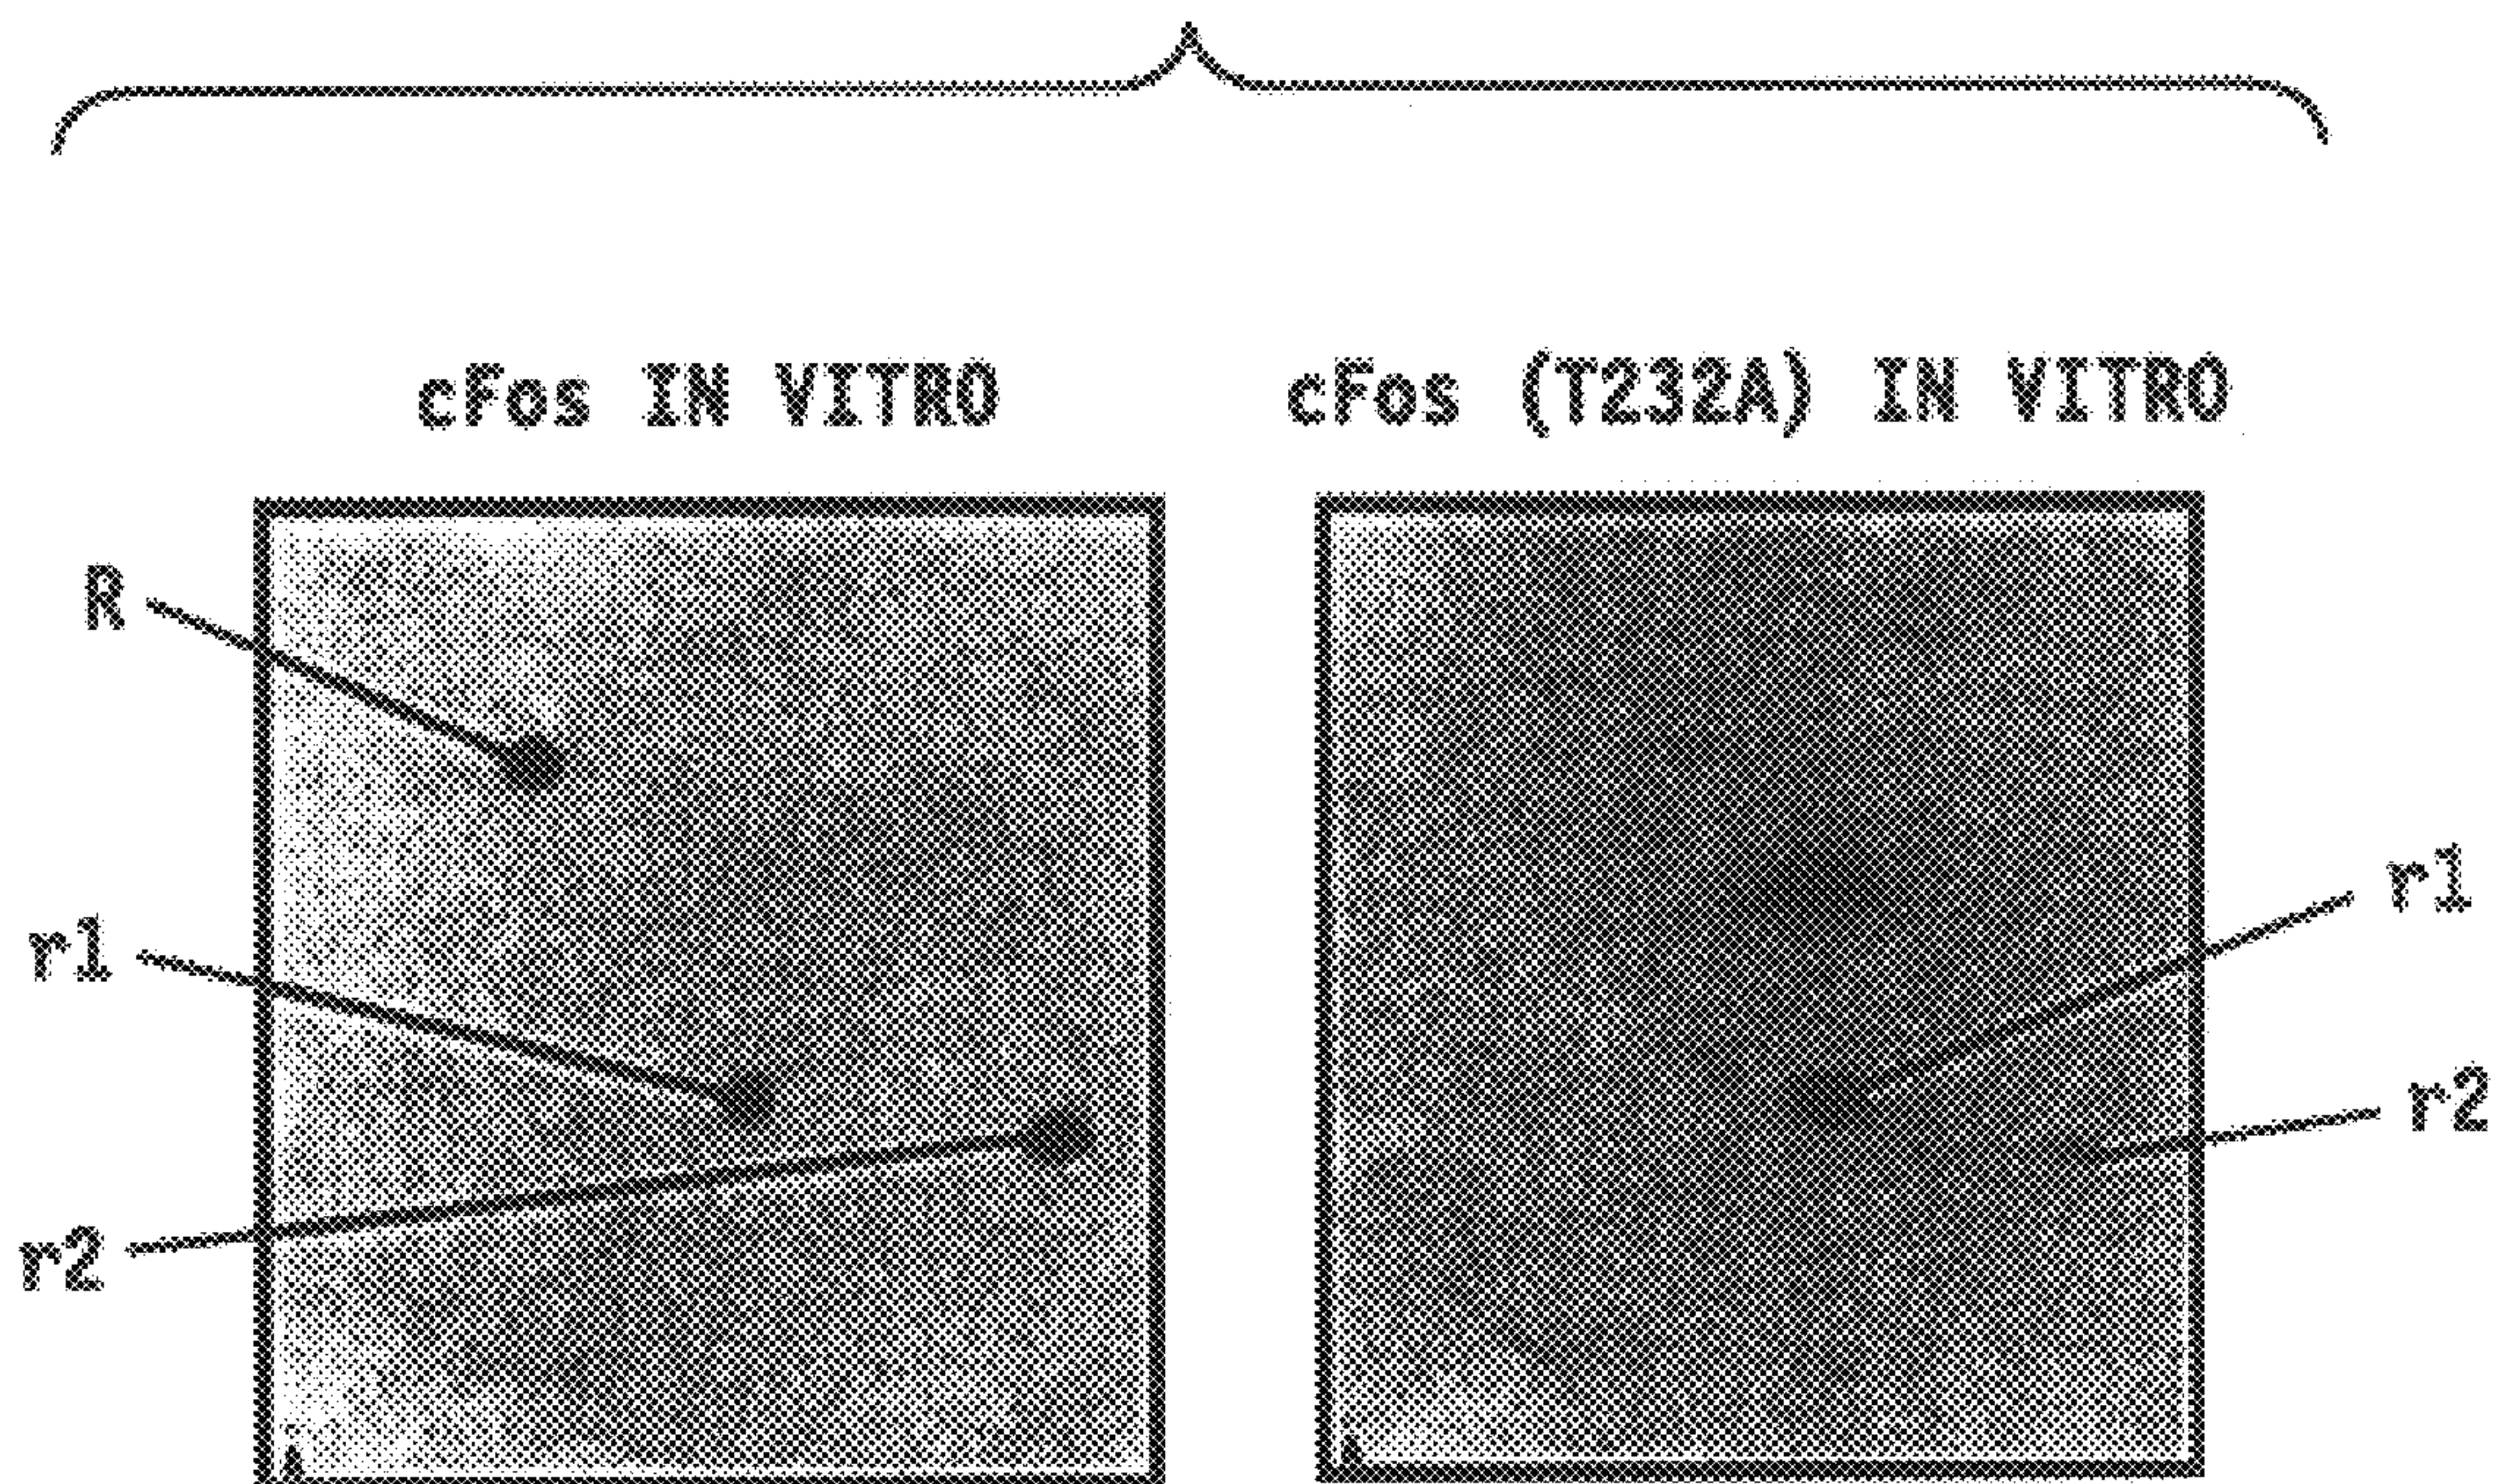 cFos IN VITRO
cFos (T232A) IN VITRO
R
r1
r2
r1
r2